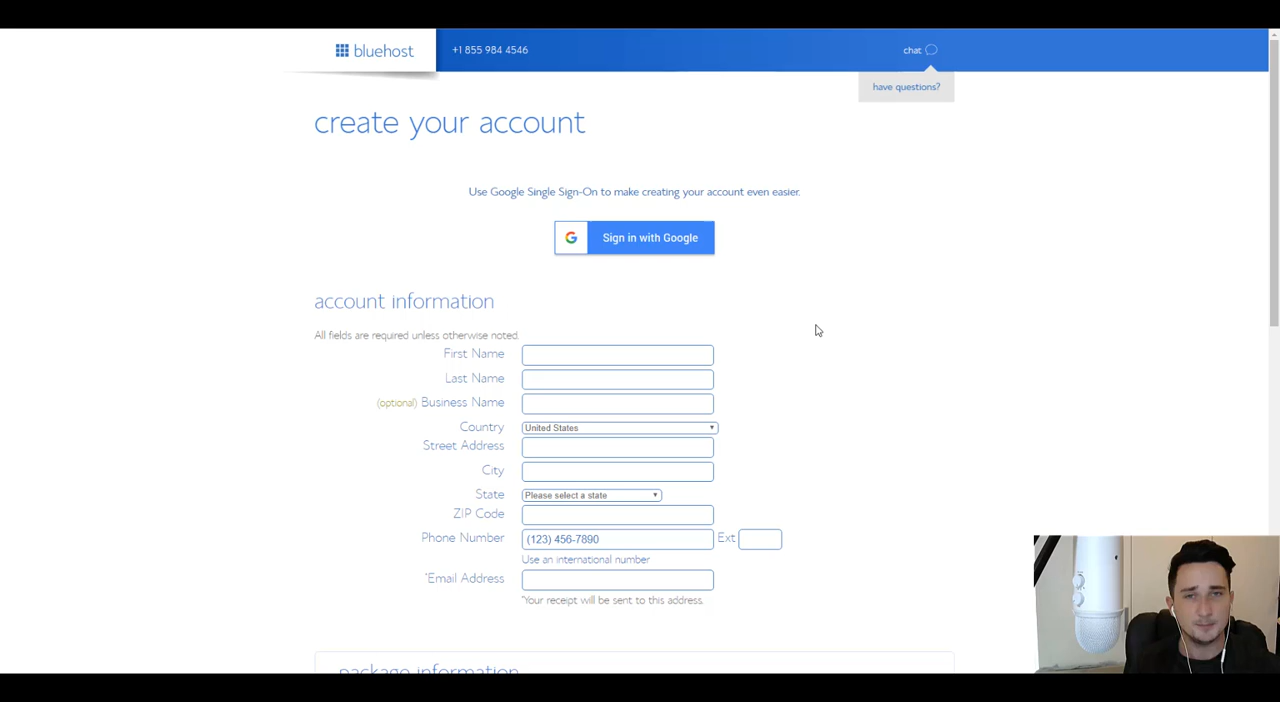 bluehost
+1 855 984 4546
chat
have questions?
create your account
Use Google Single Sign-On to make creating your account even easier.
G Sign in with Google
account information
All fields are required unless otherwise noted.
First Name
Last Name
(optional) Business Name
Country United States
Street Address
City
State Please select a state
ZIP Code
Phone Number (123) 456-7890 Ext
Use an international number
*Email Address
*Your receipt will be sent to this address.
package information